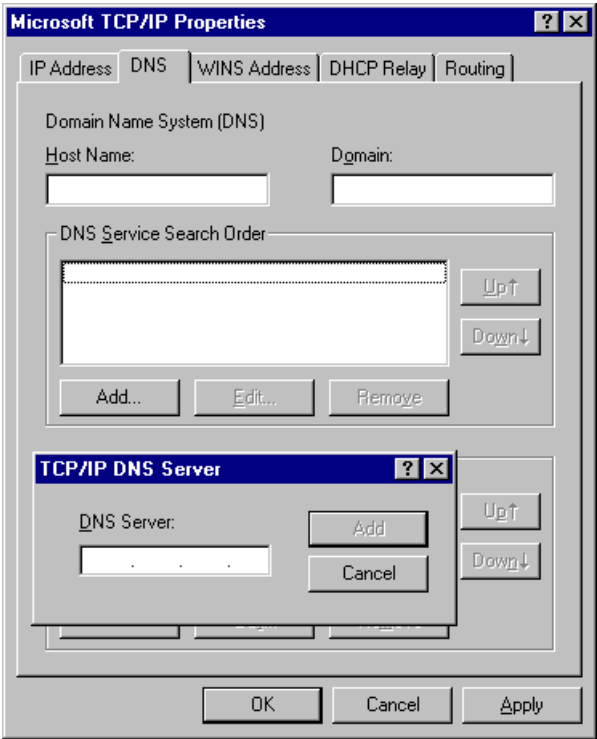 Microsoft TCP/IP Properties
IP Address DNS WINS Address DHCP Relay Routing
Domain Name System (DNS)
Host Name: Domain:
DNS Service Search Order
Up↑
Down↓
Add... Edit... Remove
TCP/IP DNS Server
DNS Server:
Add
Cancel
Up↑
Down↓
OK Cancel Apply